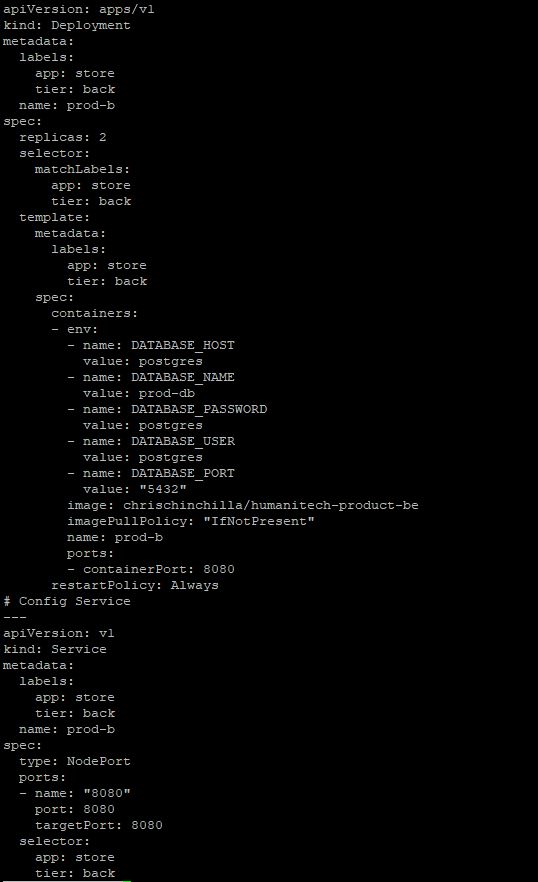 apiVersion: apps/v1
kind: Deployment
metadata:
  labels:
    app: store
    tier: back
  name: prod-b
spec:
  replicas: 2
  selector:
    matchLabels:
      app: store
      tier: back
  template:
    metadata:
      labels:
        app: store
        tier: back
    spec:
      containers:
      - env:
        - name: DATABASE_HOST
          value: postgres
        - name: DATABASE_NAME
          value: prod-db
        - name: DATABASE_PASSWORD
          value: postgres
        - name: DATABASE_USER
          value: postgres
        - name: DATABASE_PORT
          value: "5432"
        image: chrischinchilla/humanitech-product-be
        imagePullPolicy: "IfNotPresent"
        name: prod-b
        ports:
        - containerPort: 8080
      restartPolicy: Always
# Config Service
---
apiVersion: v1
kind: Service
metadata:
  labels:
    app: store
    tier: back
  name: prod-b
spec:
  type: NodePort
  ports:
  - name: "8080"
    port: 8080
    targetPort: 8080
  selector:
    app: store
    tier: back